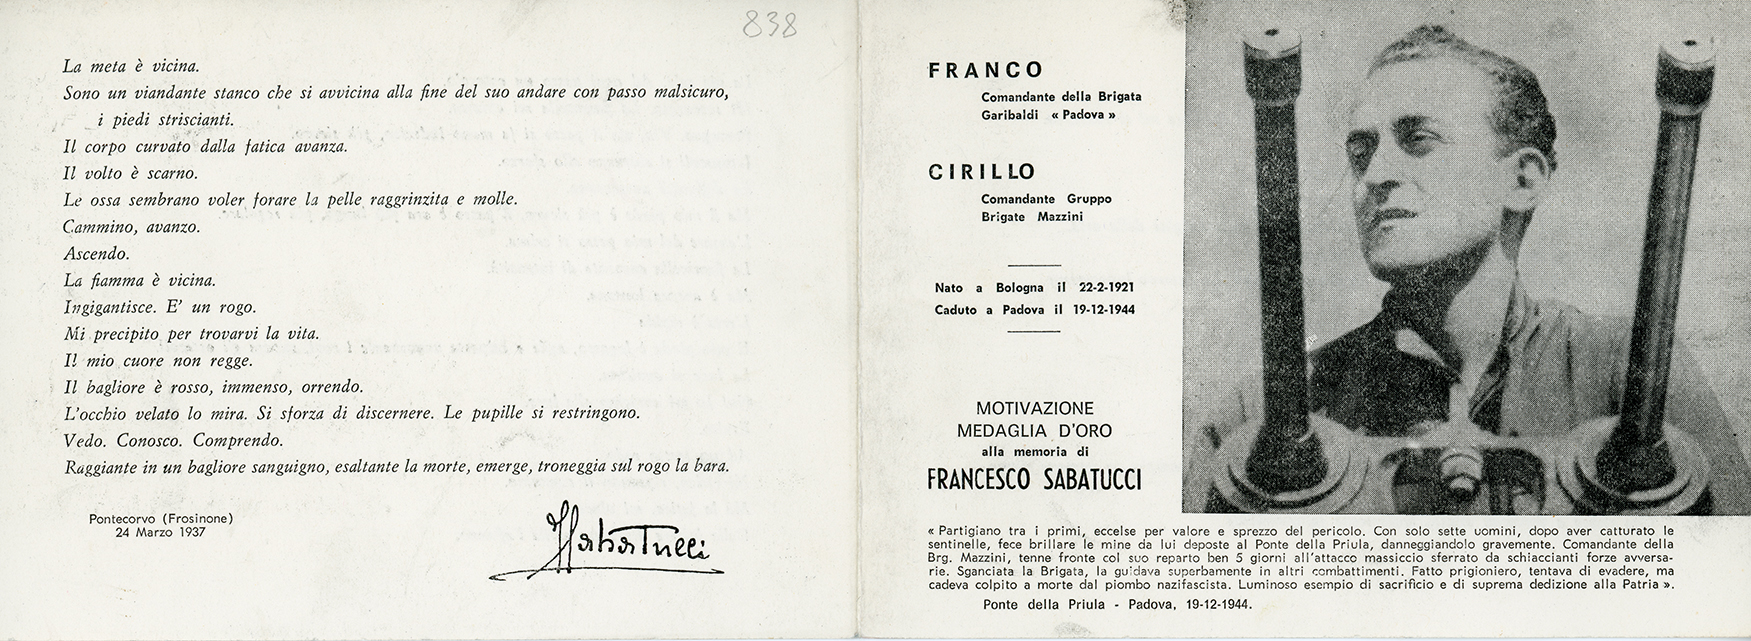 838
La meta è vicina.
Sono un viandante stanco che si avvicina alla fine del suo andare con passo malsicuro,
i piedi striscianti.
Il corpo curvato dalla fatica avanza.
Il volto è scarno.
Le ossa sembrano voler forare la pelle raggrinzita e molle.
Cammino, avanzo.
Ascendo.
La fiamma è vicina.
Ingigantisce. E' un rogo.
Mi precipito per trovarvi la vita.
Il mio cuore non regge.
Il bagliore è rosso, immenso, orrendo.
L'occhio velato lo mira. Si sforza di discernere. Le pupille si restringono.
Vedo. Conosco. Comprendo.
Raggiante in un bagliore sanguigno, esaltante la morte, emerge, troneggia sul rogo la bara.
Pontecorvo (Frosinone)
24 Marzo 1937
FSabatucci
FRANCO
Comandante della Brigata
Garibaldi « Padova »
CIRILLO
Comandante Gruppo
Brigate Mazzini
Nato a Bologna il 22-2-1921
Caduto a Padova il 19-12-1944
MOTIVAZIONE
MEDAGLIA D'ORO
alla memoria di
FRANCESCO SABATUCCI
« Partigiano tra i primi, eccelse per valore e sprezzo del pericolo. Con solo sette uomini, dopo aver catturato le
sentinelle, fece brillare le mine da lui deposte al Ponte della Priula, danneggiandolo gravemente. Comandante della
Brg. Mazzini, tenne fronte col suo reparto ben 5 giorni all'attacco massiccio sferrato da schiaccianti forze avversa-
rie. Sganciata la Brigata, la guidava superbamente in altri combattimenti. Fatto prigioniero, tentava di evadere, ma
cadeva colpito a morte dal piombo nazifascista. Luminoso esempio di sacrificio e di suprema dedizione alla Patria ».
Ponte della Priula - Padova, 19-12-1944.